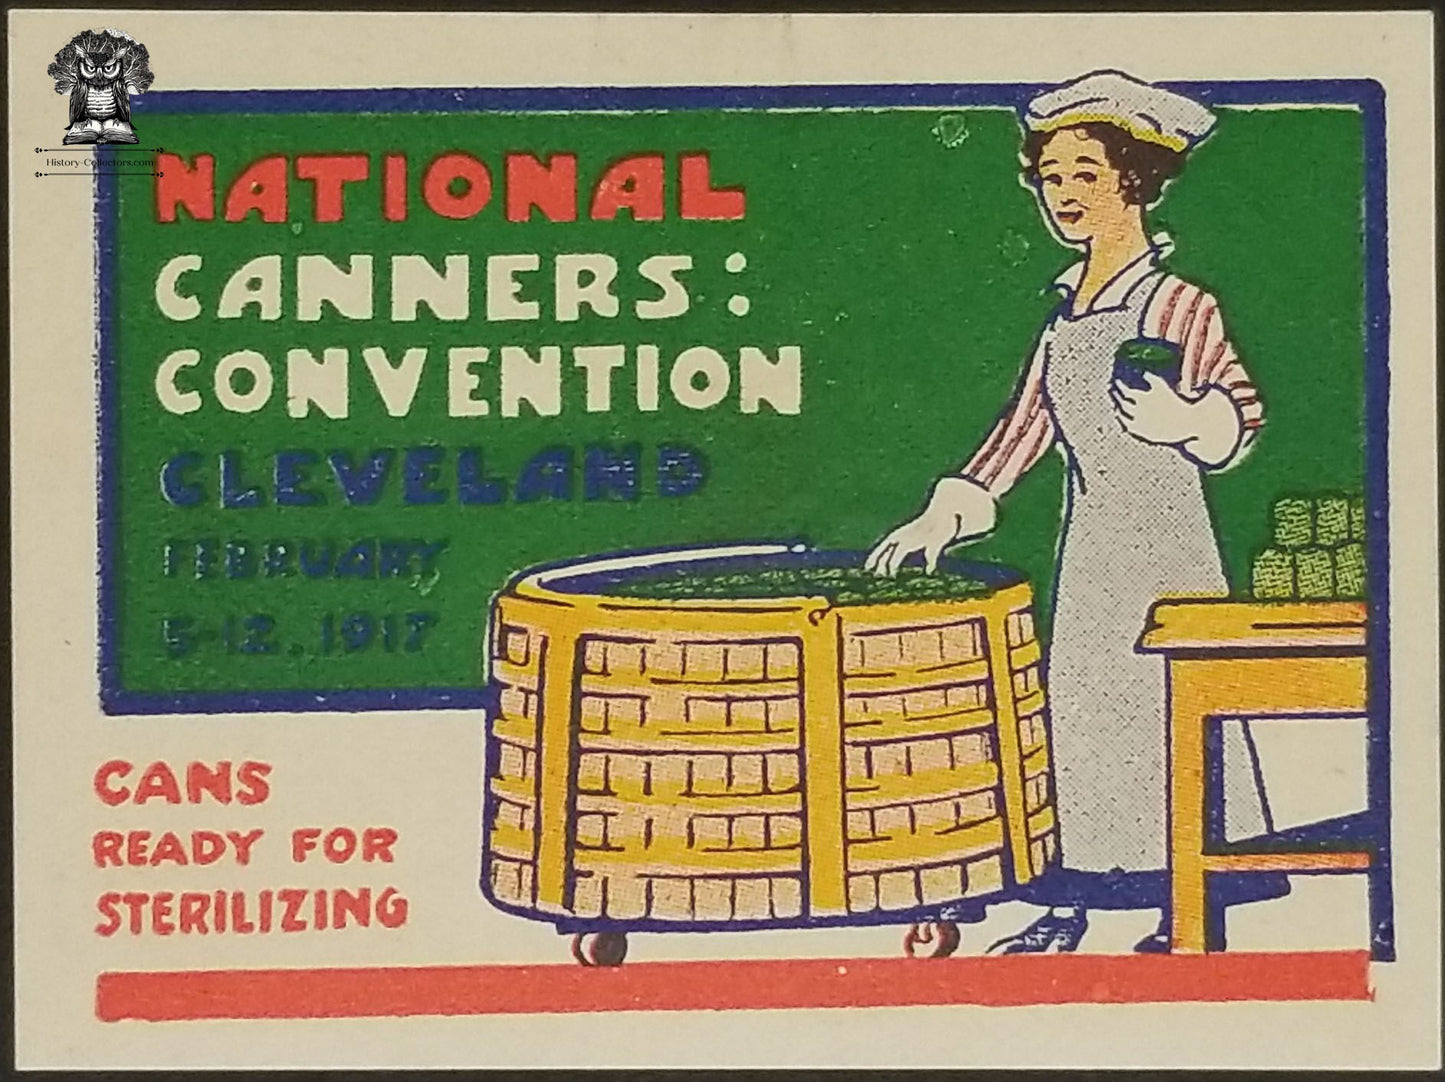 History-Collectors.com
NATIONAL
CANNERS:
CONVENTION
CLEVELAND
FEBRUARY
5-12, 1917
CANS
READY FOR
STERILIZING